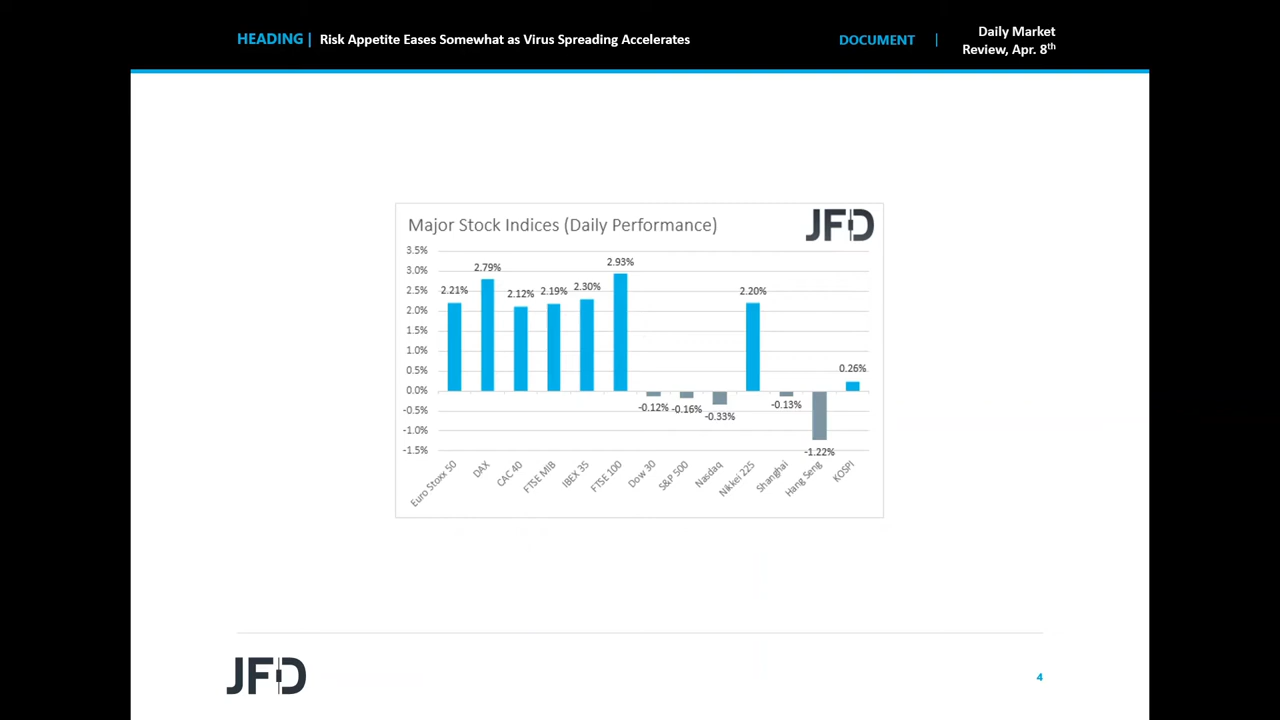 HEADING | Risk Appetite Eases Somewhat as Virus Spreading Accelerates
DOCUMENT |
Daily Market
Review, Apr. 8th
Major Stock Indices (Daily Performance)
JFD
3.5%
3.0%
2.5%
2.0%
1.5%
1.0%
0.5%
0.0%
-0.5%
-1.0%
-1.5%
2.21%
2.79%
2.12%
2.19%
2.30%
2.93%
-0.12%
-0.16%
-0.33%
2.20%
-0.13%
-1.22%
0.26%
Euro Stoxx 50
DAX
CAC 40
FTSE MIB
IBEX 35
FTSE 100
Dow 30
S&P 500
Nasdaq
Nikkei 225
Shanghai
Hang Seng
KOSPI
JFD
4